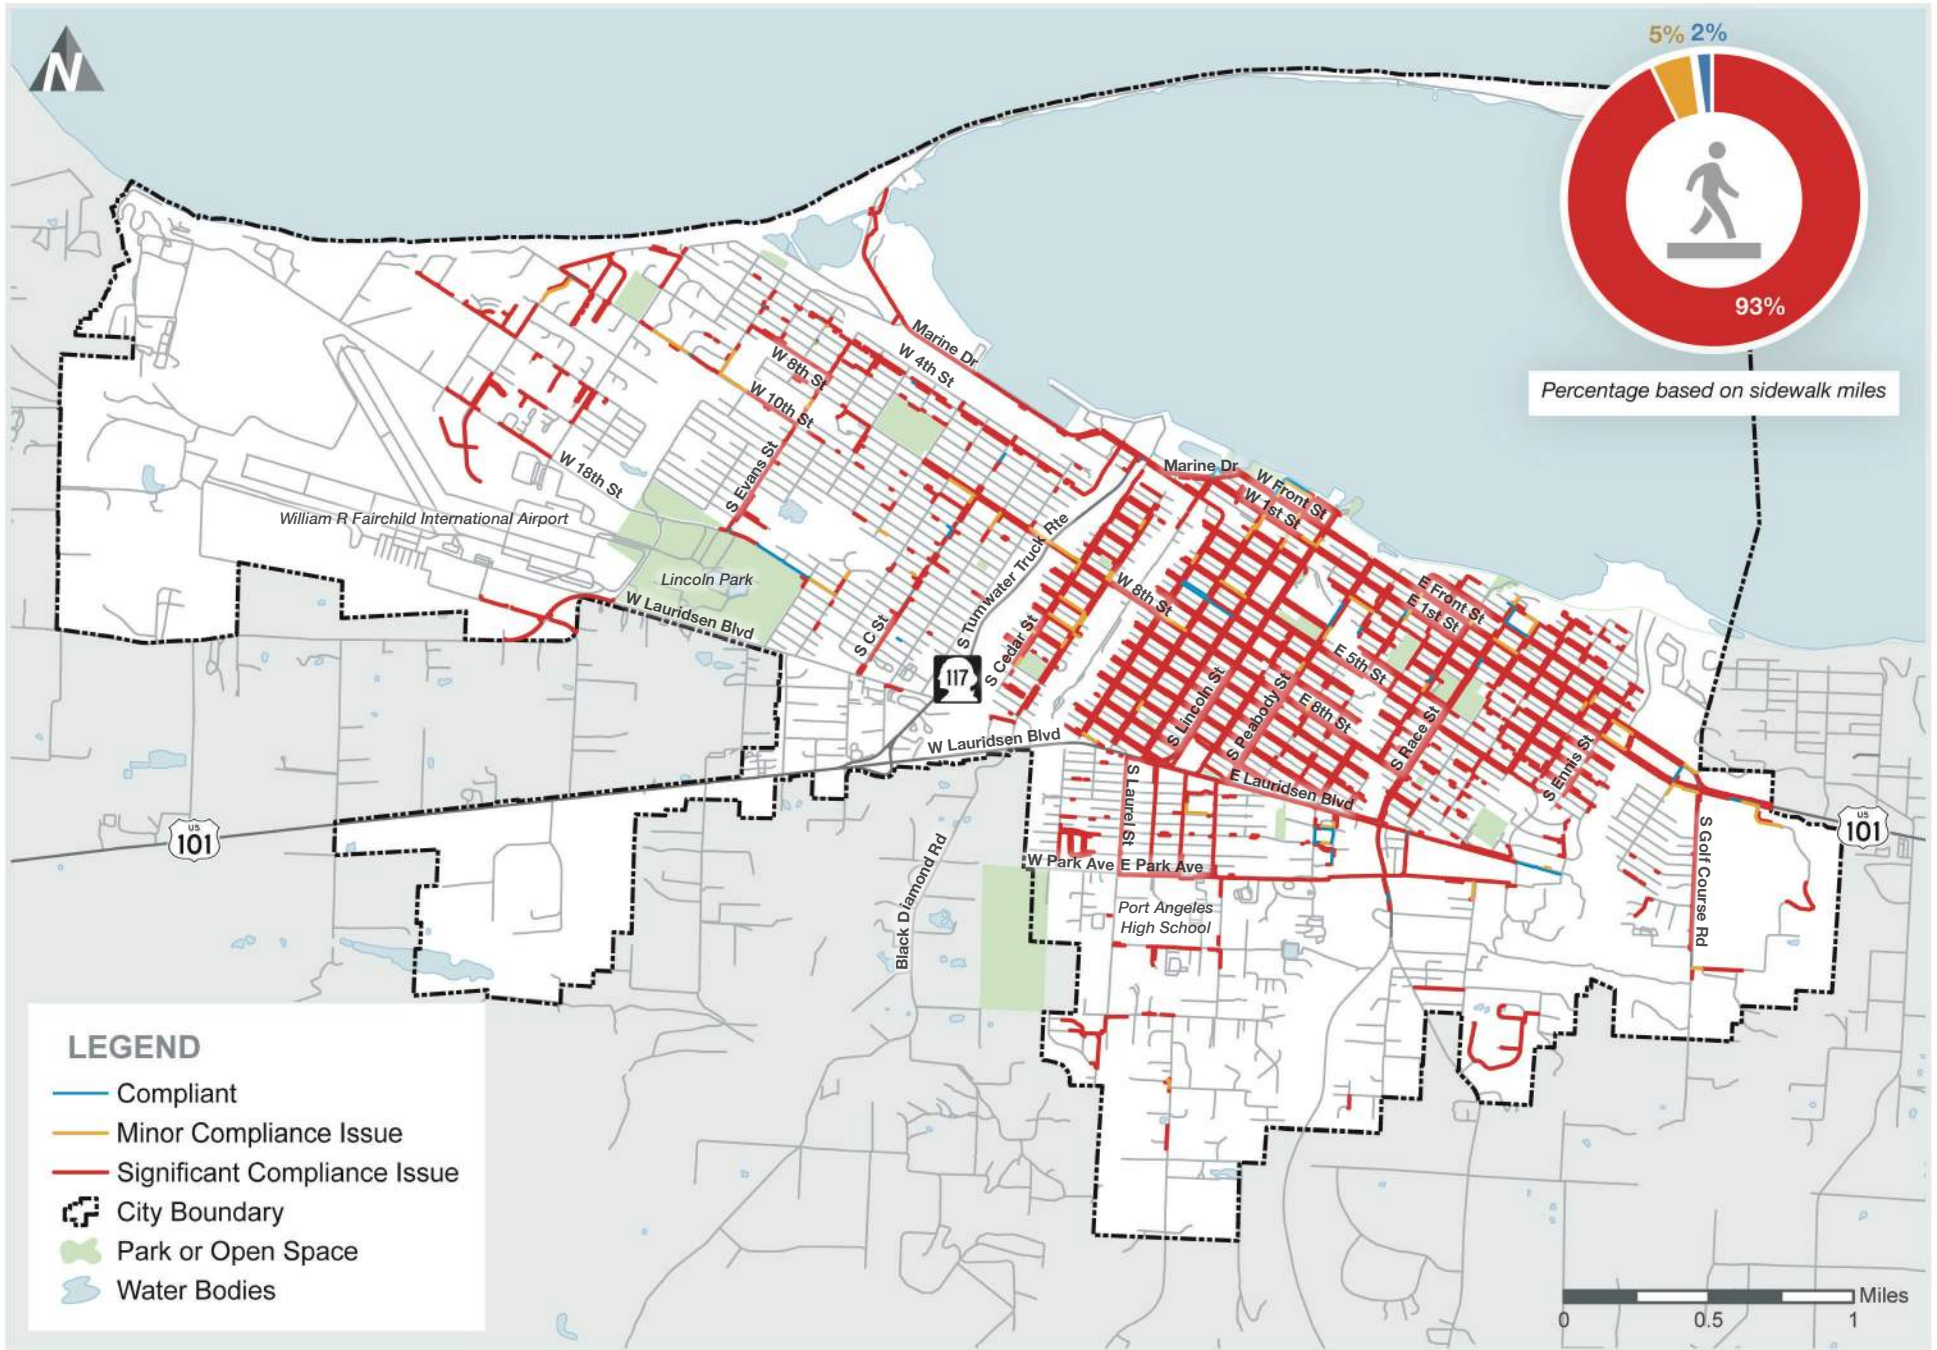 N
5% 2%
93%
Percentage based on sidewalk miles
Marine Dr
W 4th St
W 8th St
W 10th St
S Evans St
W 18th St
William R Fairchild International Airport
Lincoln Park
W Lauridsen Blvd
S C St
S Tumwater Truck Rte
117
S Cedar St
W Lauridsen Blvd
Marine Dr
W Front St
W 1st St
W 8th St
E Front St
E 1st St
E 5th St
E 8th St
S Lincoln St
S Peabody St
S Race St
S Ennis St
E Lauridsen Blvd
S Laurel St
W Park Ave
E Park Ave
Port Angeles
High School
Black Diamond Rd
S Golf Course Rd
US
101
US
101
LEGEND
Compliant
Minor Compliance Issue
Significant Compliance Issue
City Boundary
Park or Open Space
Water Bodies
Miles
0 0.5 1